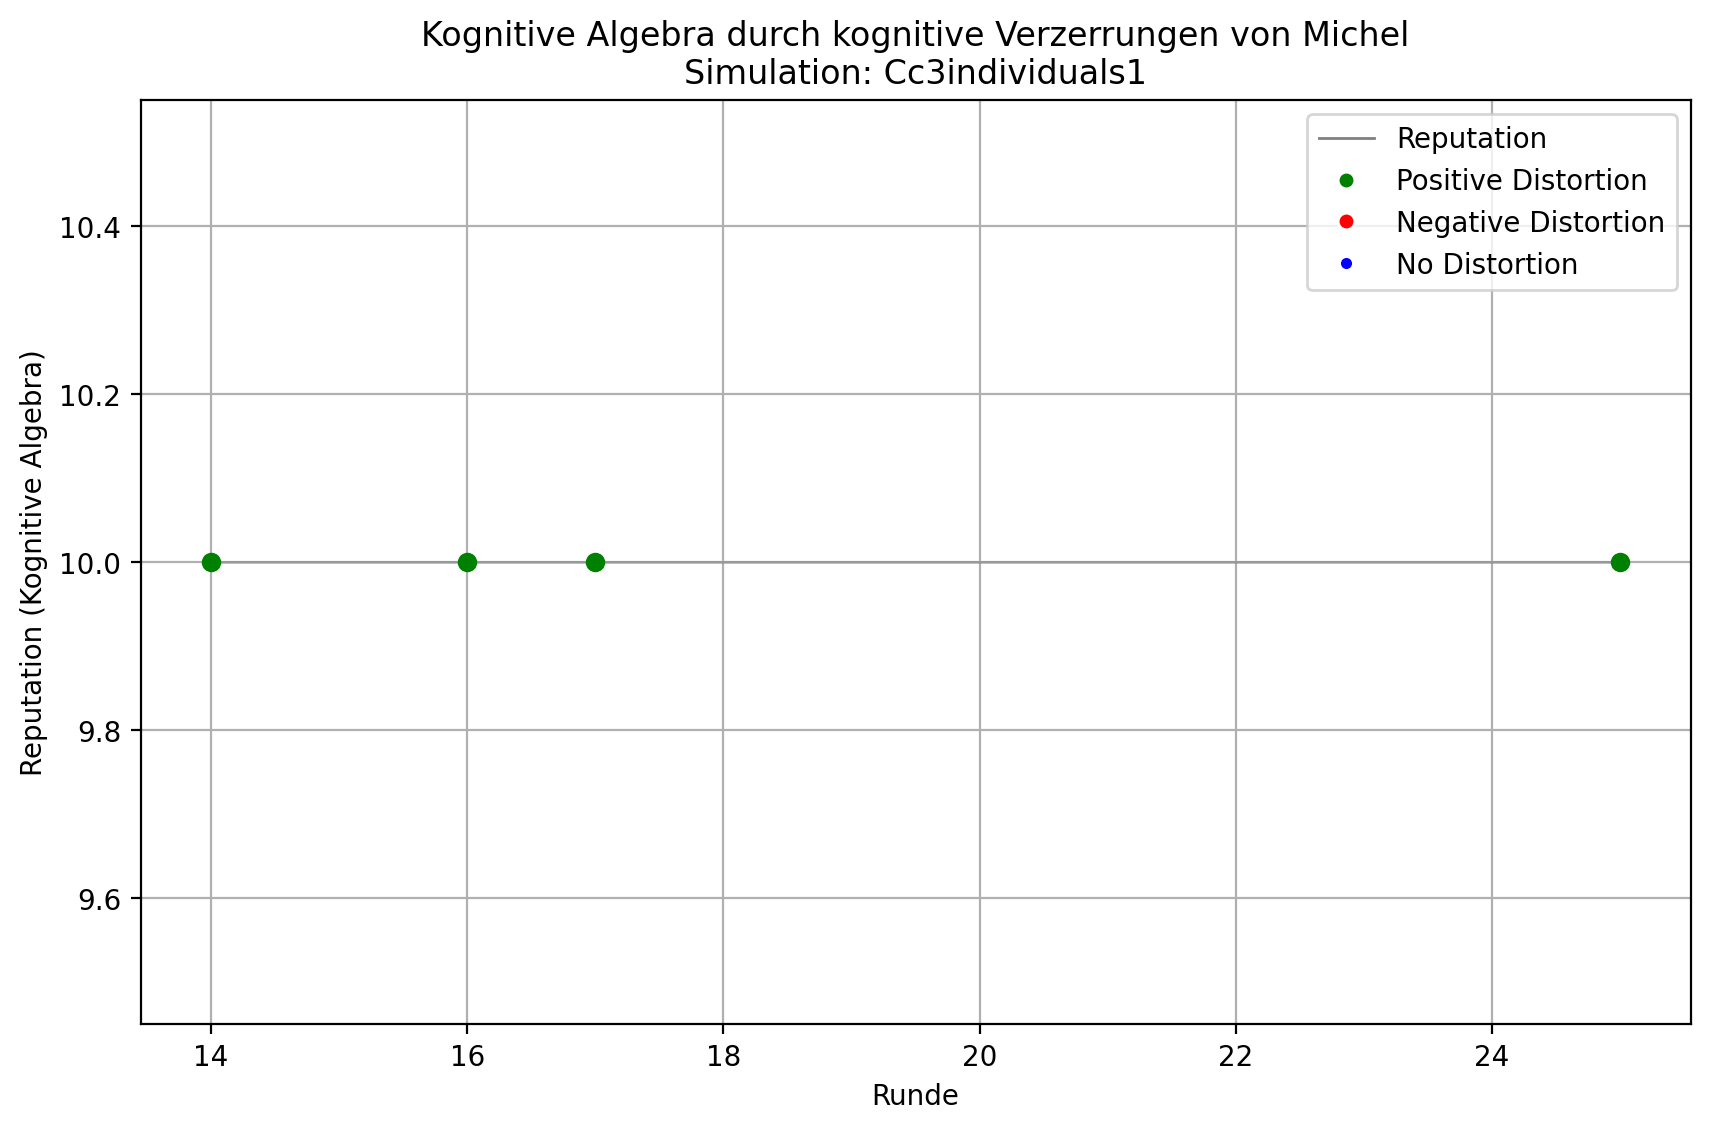 Kognitive Algebra durch kognitive Verzerrungen von Michel
Simulation: Cc3individuals1
Reputation
Positive Distortion
Negative Distortion
No Distortion
Reputation (Kognitive Algebra)
10.4
10.2
10.0
9.8
9.6
14 16 18 20 22 24
Runde